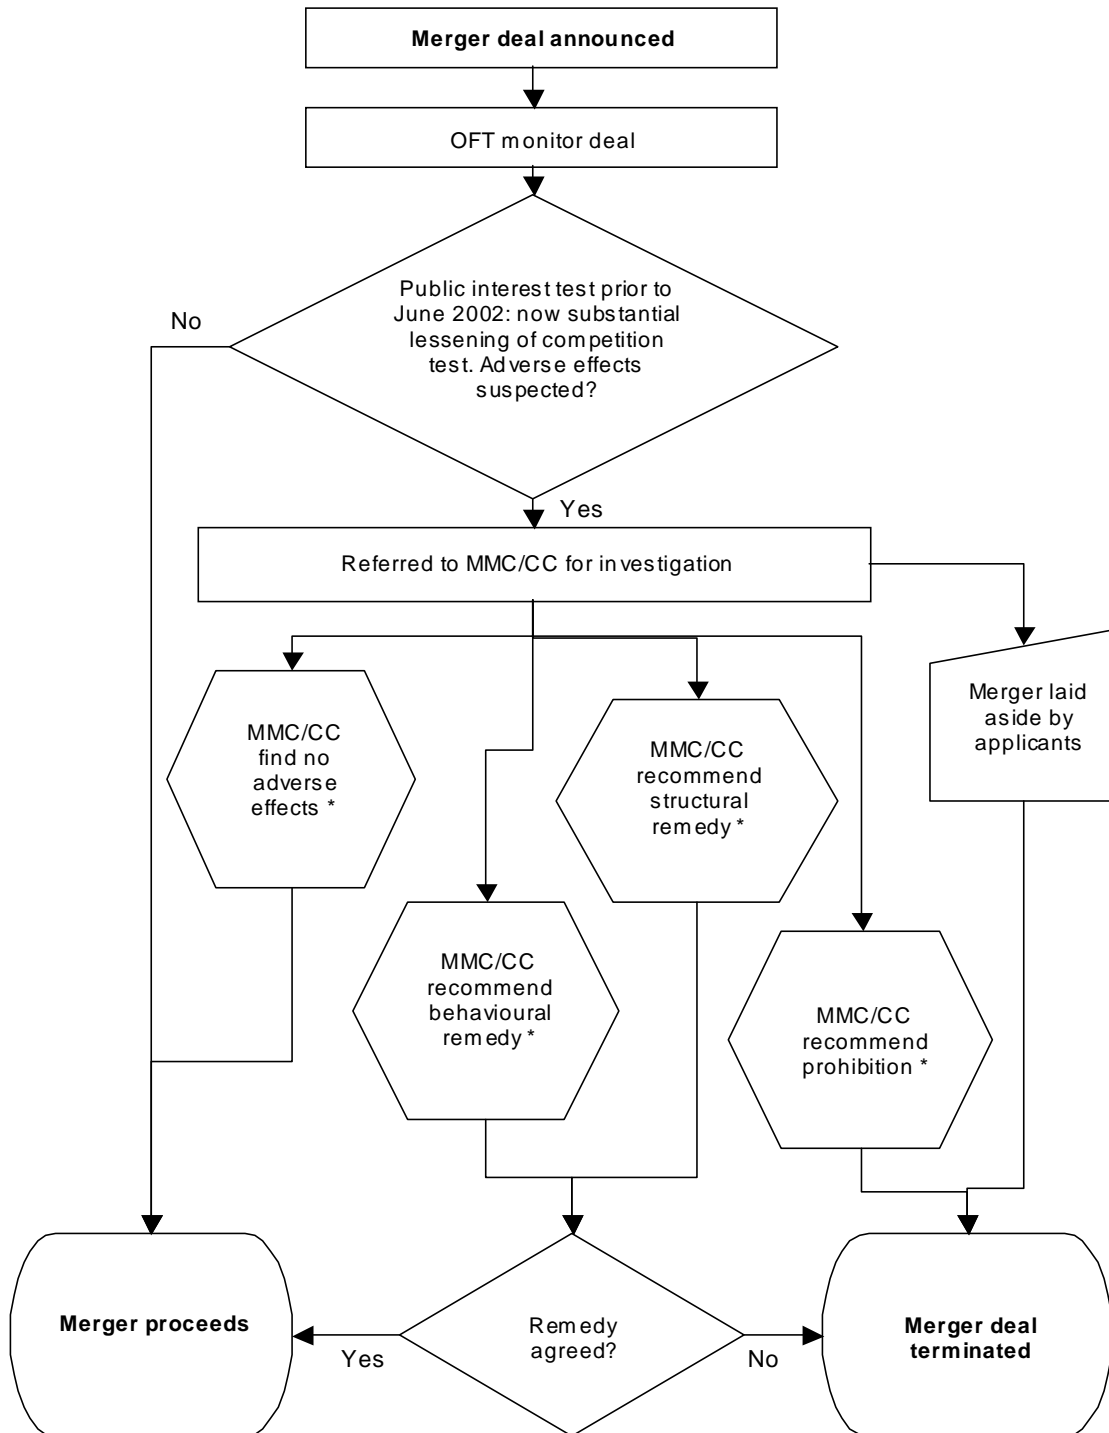 Merger deal announced
OFT monitor deal
Public interest test prior to
June 2002: now substantial
lessening of competition
test. Adverse effects
suspected?
No
Yes
Referred to MMC/CC for investigation
MMC/CC
find no
adverse
effects *
MMC/CC
recommend
structural
remedy *
Merger laid
aside by
applicants
MMC/CC
recommend
behavioural
remedy *
MMC/CC
recommend
prohibition *
Merger proceeds
Yes
Remedy
agreed?
No
Merger deal
terminated